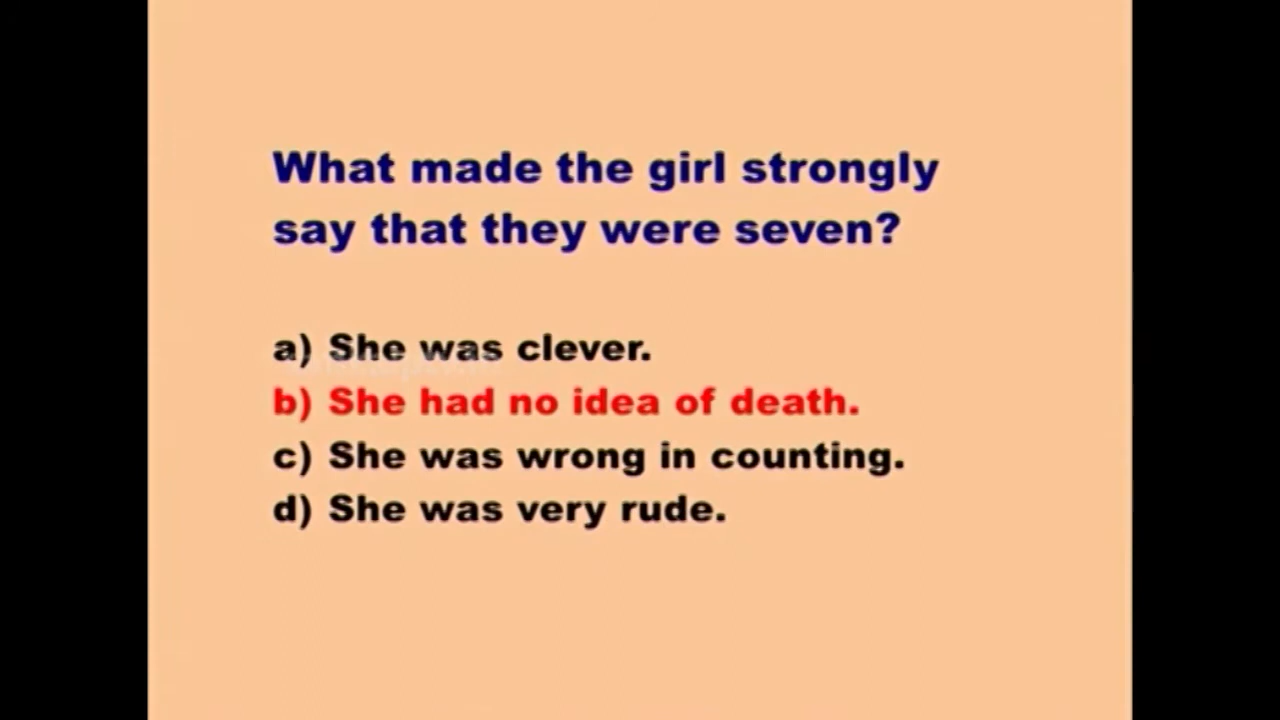 What made the girl strongly
say that they were seven?
a) She was clever.
b) She had no idea of death.
c) She was wrong in counting.
d) She was very rude.